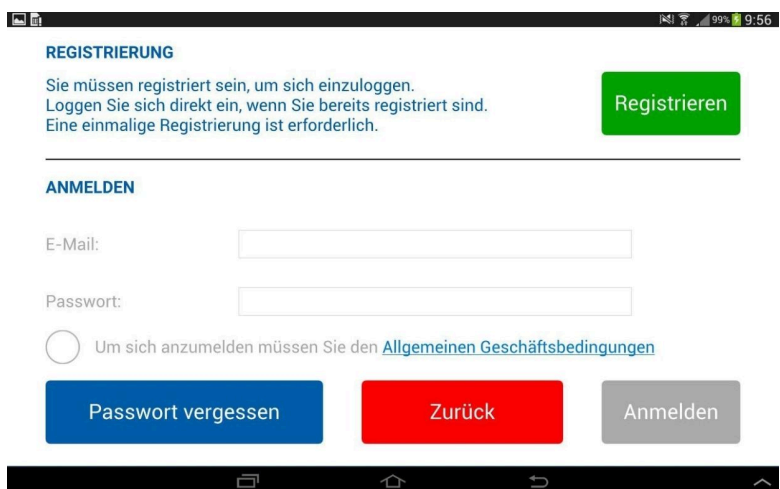 99% 9:56
REGISTRIERUNG
Sie müssen registriert sein, um sich einzuloggen.
Loggen Sie sich direkt ein, wenn Sie bereits registriert sind.
Eine einmalige Registrierung ist erforderlich.
Registrieren
ANMELDEN
E-Mail:
Passwort:
Um sich anzumelden müssen Sie den Allgemeinen Geschäftsbedingungen
Passwort vergessen
Zurück
Anmelden